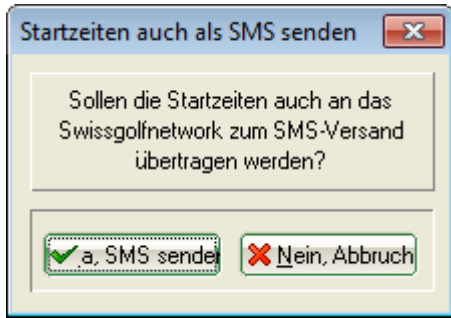 Startzeiten auch als SMS senden
Sollen die Startzeiten auch an das
Swissgolfnetwork zum SMS-Versand
übertragen werden?
a, SMS sende
Nein, Abbruch